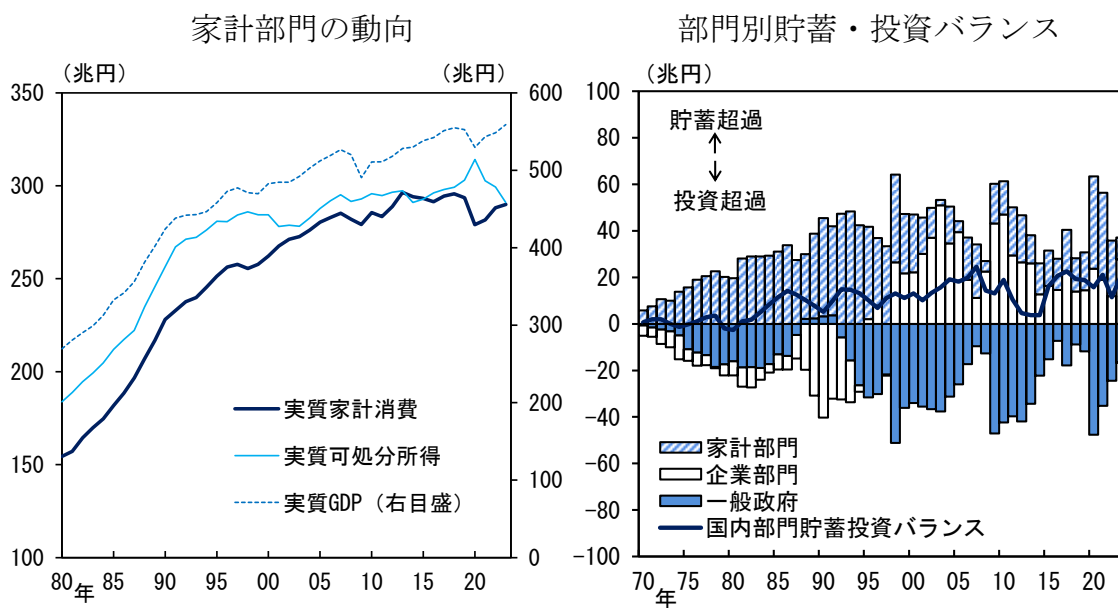 家計部門の動向
（兆円）
（兆円）
350
300
250
200
150
100
600
500
400
300
200
100
0
実質家計消費
実質可処分所得
実質GDP（右目盛）
80
85
90
95
00
05
10
15
20
年
部門別貯蓄・投資バランス
（兆円）
100
80
60
40
20
0
-20
-40
-60
-80
-100
貯蓄超過
投資超過
家計部門
企業部門
一般政府
国内部門貯蓄投資バランス
70
75
80
85
90
95
00
05
10
15
20
年